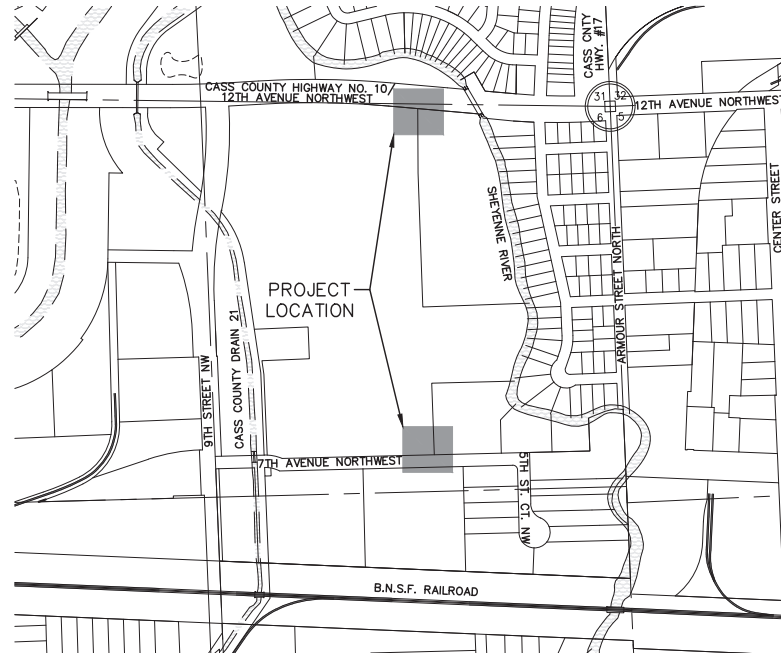 CASS CNTY
HWY. #17
CASS COUNTY HIGHWAY NO. 10/
12TH AVENUE NORTHWEST
31 32
6 5
12TH AVENUE NORTHWEST
CENTER STREET
SHEYENNE RIVER
PROJECT
LOCATION
ARMOUR STREET NORTH
9TH STREET NW
CASS COUNTY DRAIN 21
7TH AVENUE NORTHWEST
5TH ST. CT. NW
B.N.S.F. RAILROAD